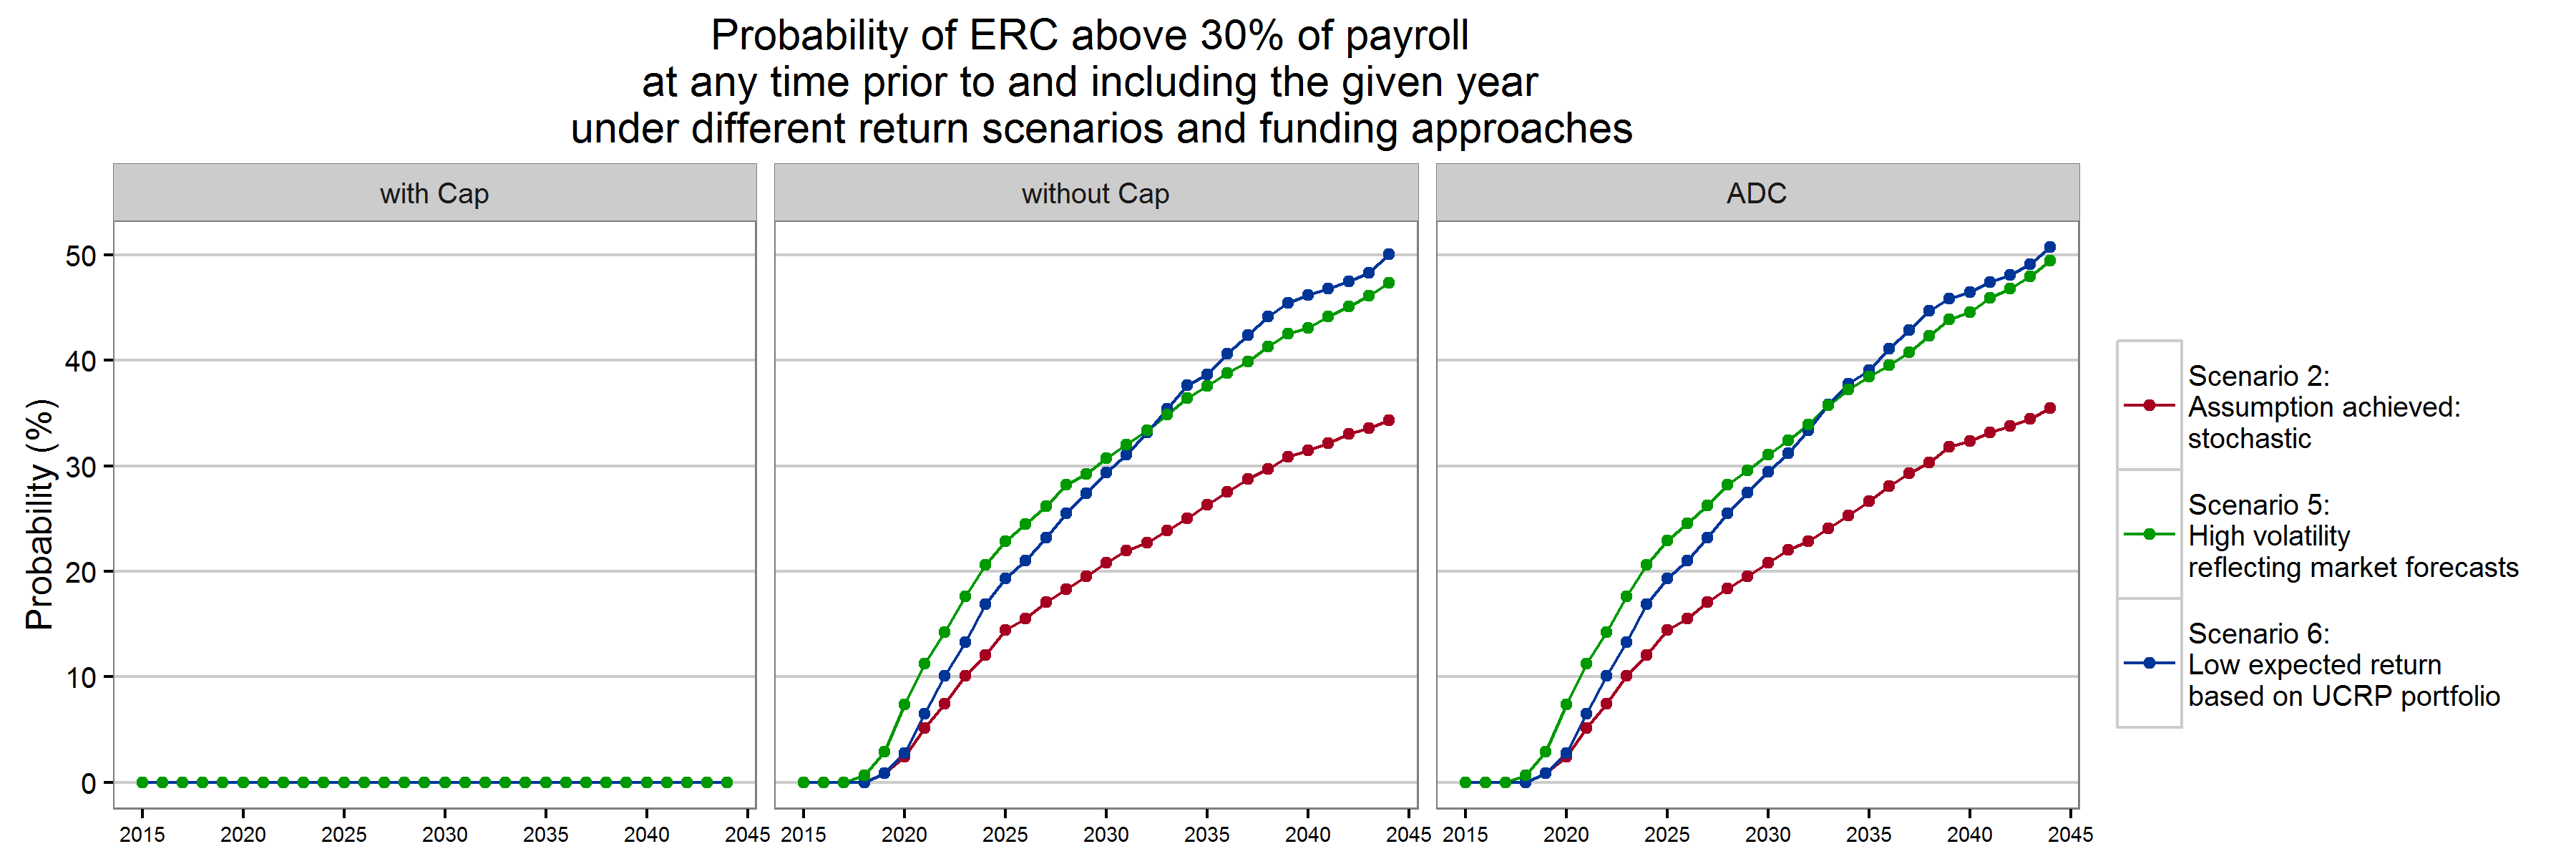 Probability of ERC above 30% of payroll
at any time prior to and including the given year
under different return scenarios and funding approaches
with Cap
without Cap
ADC
Probability (%)
50
40
30
20
10
0
2015 2020 2025 2030 2035 2040 2045
2015 2020 2025 2030 2035 2040 2045
2015 2020 2025 2030 2035 2040 2045
Scenario 2:
Assumption achieved:
stochastic
Scenario 5:
High volatility
reflecting market forecasts
Scenario 6:
Low expected return
based on UCRP portfolio